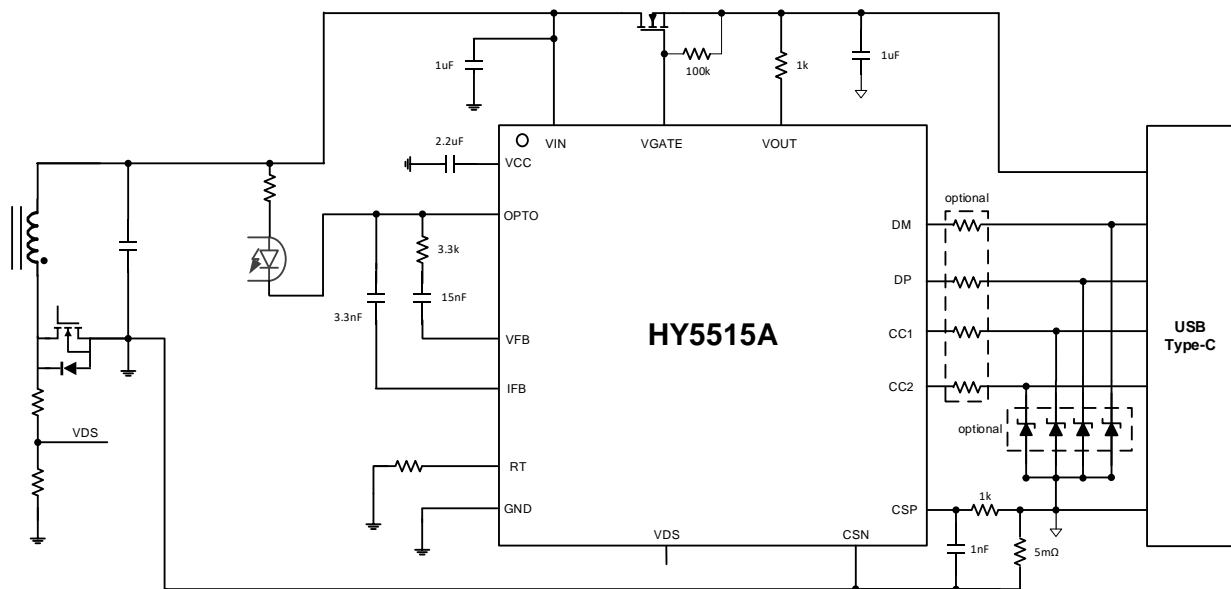 1uF
100k
1k
1uF
VIN
VGATE
VOUT
2.2uF
VCC
optional
OPTO
DM
3.3k
DP
15nF
3.3nF
HY5515A
CC1
USB
Type-C
VFB
CC2
IFB
optional
VDS
RT
1k
GND
CSP
VDS
CSN
1nF
5mΩ